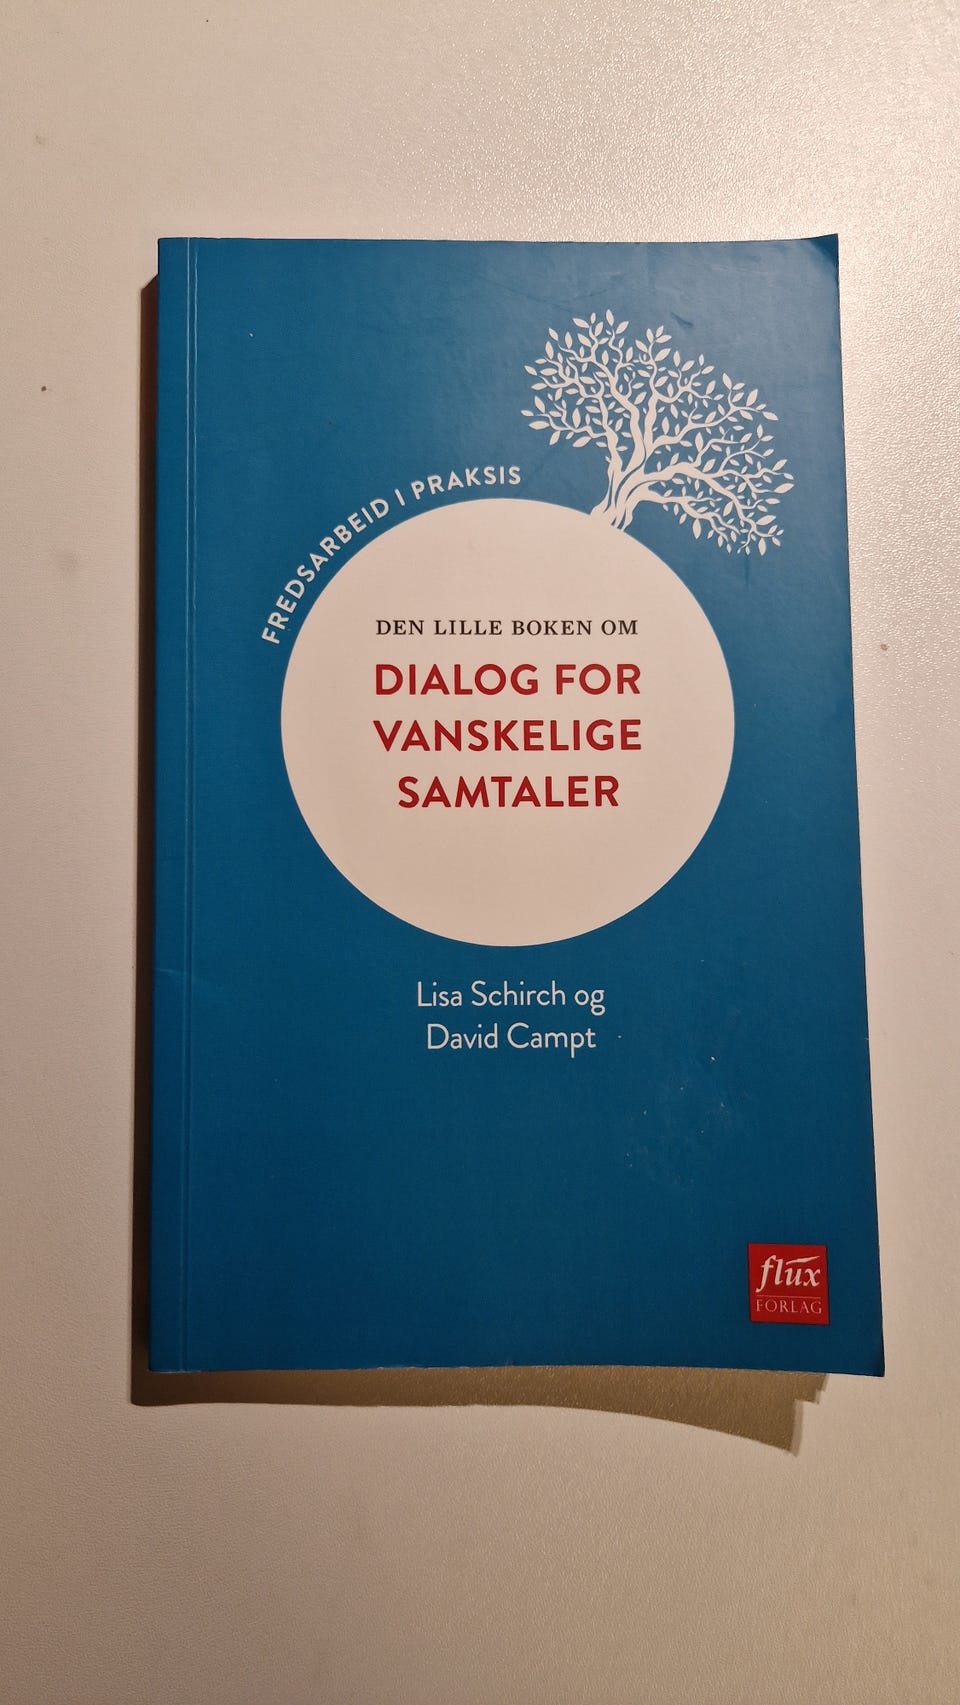 FREDSARBEID I PRAKSIS
DEN LILLE BOKEN OM
DIALOG FOR
VANSKELIGE
SAMTALER
Lisa Schirch og
David Campt
flux
FORLAG